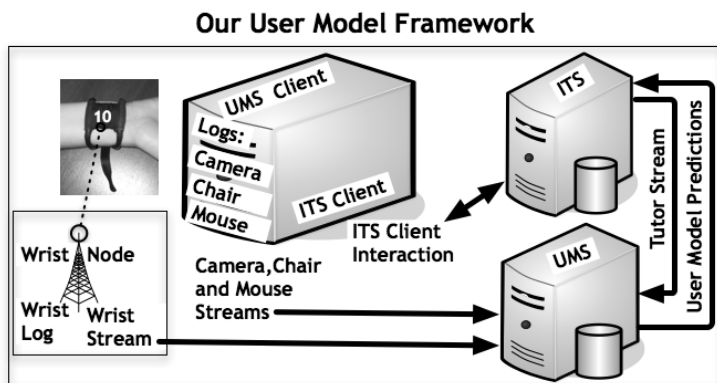 Our User Model Framework
10
UMS Client
Logs:
Camera
Chair
Mouse
ITS Client
ITS
ITS Client
Interaction
Tutor Stream
User Model Predictions
UMS
Wrist Node
Wrist
Log
Wrist
Stream
Camera,Chair
and Mouse
Streams